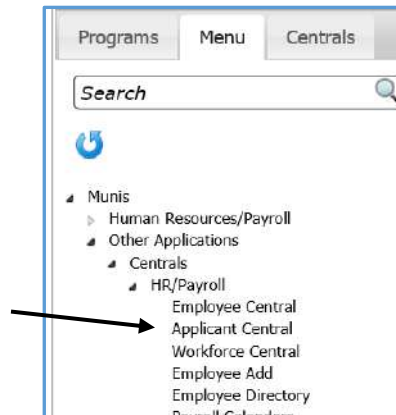 Programs Menu Centrals
Search
Munis
Human Resources/Payroll
Other Applications
Centrals
HR/Payroll
Employee Central
Applicant Central
Workforce Central
Employee Add
Employee Directory